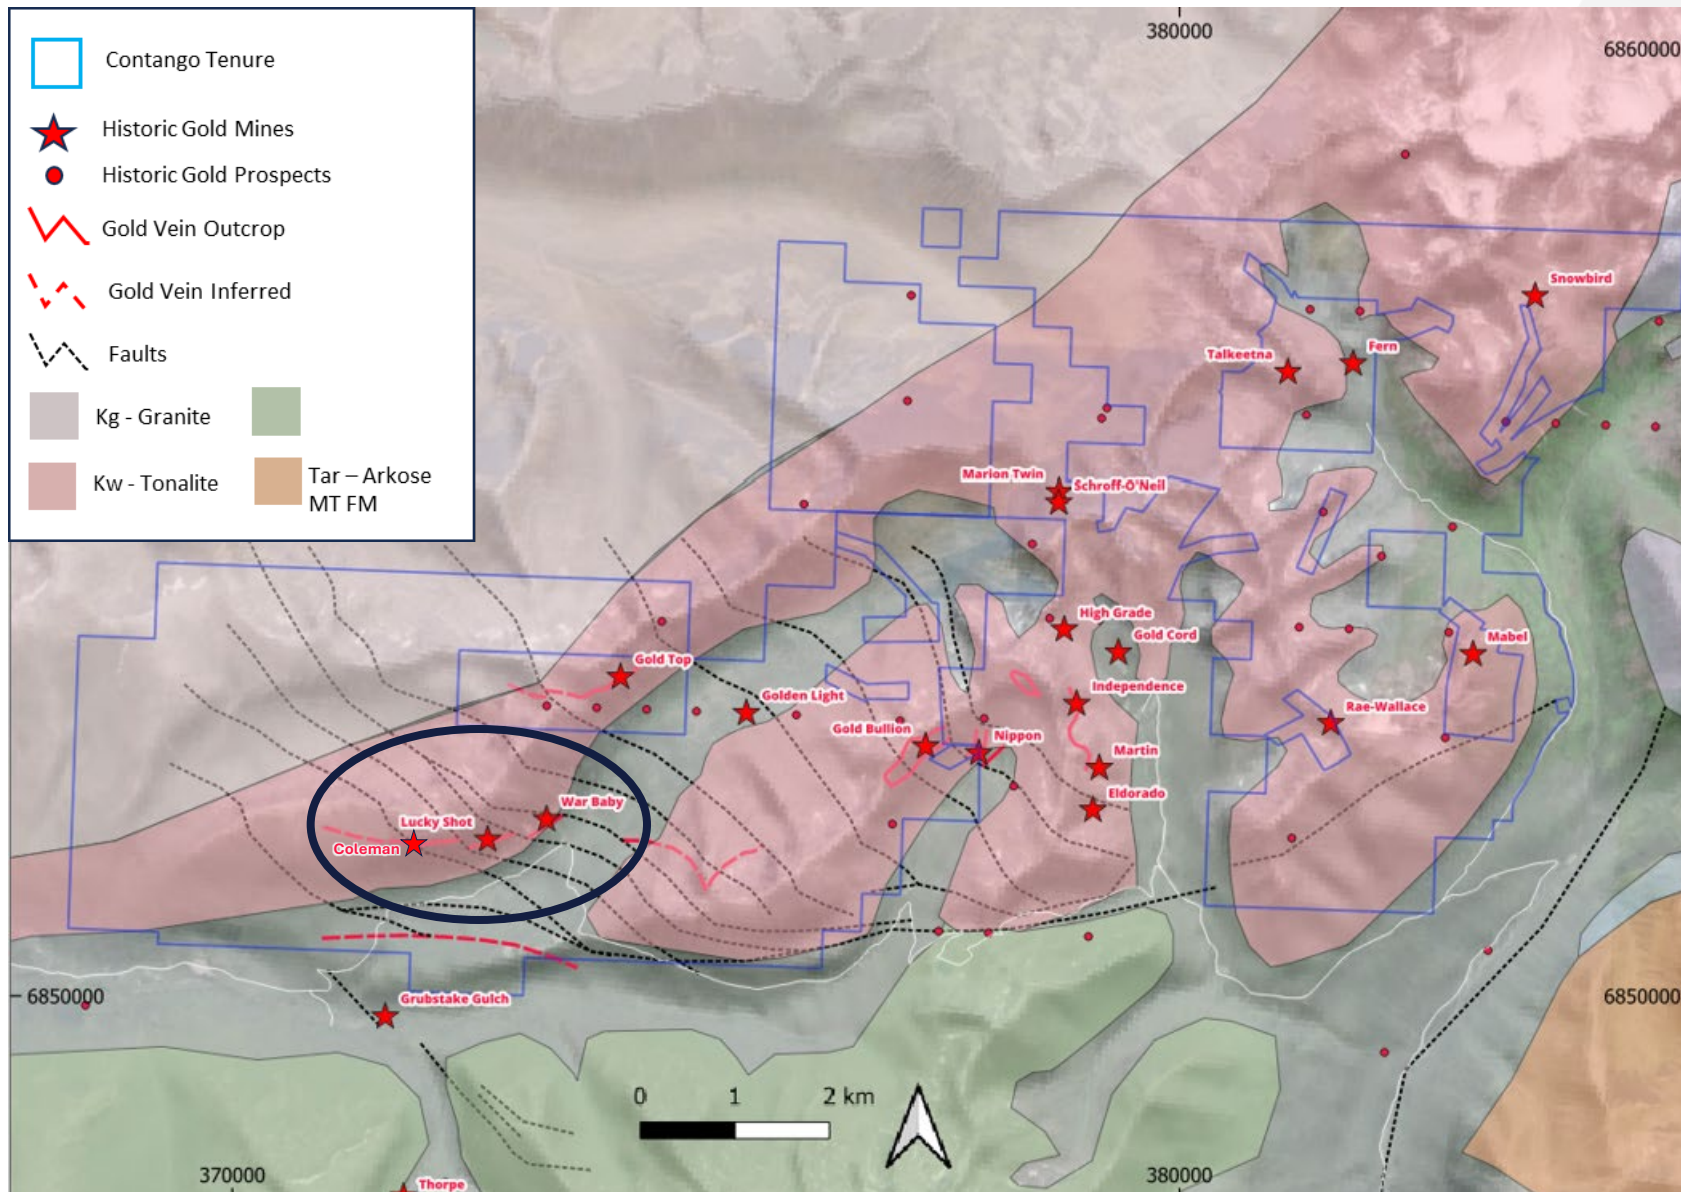 Contango Tenure
Historic Gold Mines
Historic Gold Prospects
Gold Vein Outcrop
Gold Vein Inferred
Faults
Kg - Granite
Kw - Tonalite
Tar – Arkose
MT FM
380000
6860000
Snowbird
Talkeetna
Fern
Marion Twin
Schroff-O'Neil
High Grade
Gold Cord
Mabel
Gold Top
Golden Light
Independence
Rae-Wallace
Gold Bullion
Nippon
Martin
Eldorado
War Baby
Lucky Shot
Coleman
6850000
6850000
Grubstake Gulch
0 1 2 km
370000
380000
Thorpe